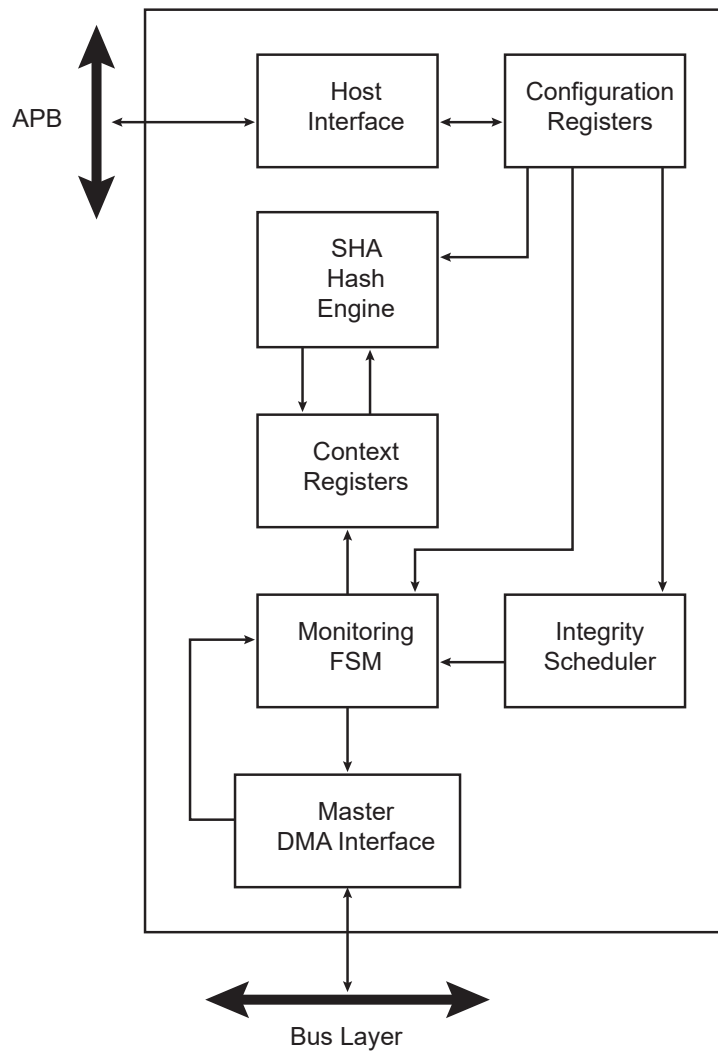 APB
Host
Interface
Configuration
Registers
SHA
Hash
Engine
Context
Registers
Monitoring
FSM
Integrity
Scheduler
Master
DMA Interface
Bus Layer